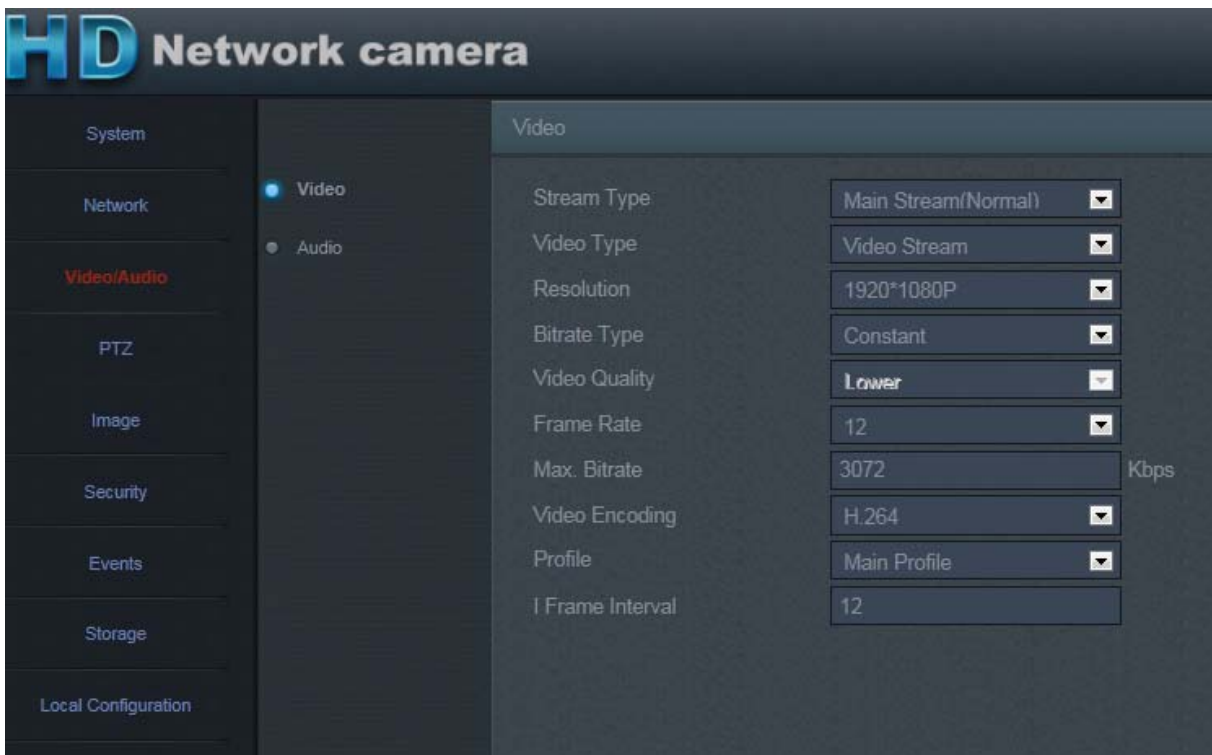 HD Network camera
System
Network
Video/Audio
PTZ
Image
Security
Events
Storage
Local Configuration
Video
Audio
Video
Stream Type Main Stream(Normal)
Video Type Video Stream
Resolution 1920*1080P
Bitrate Type Constant
Video Quality Lower
Frame Rate 12
Max. Bitrate 3072 Kbps
Video Encoding H.264
Profile Main Profile
I Frame Interval 12